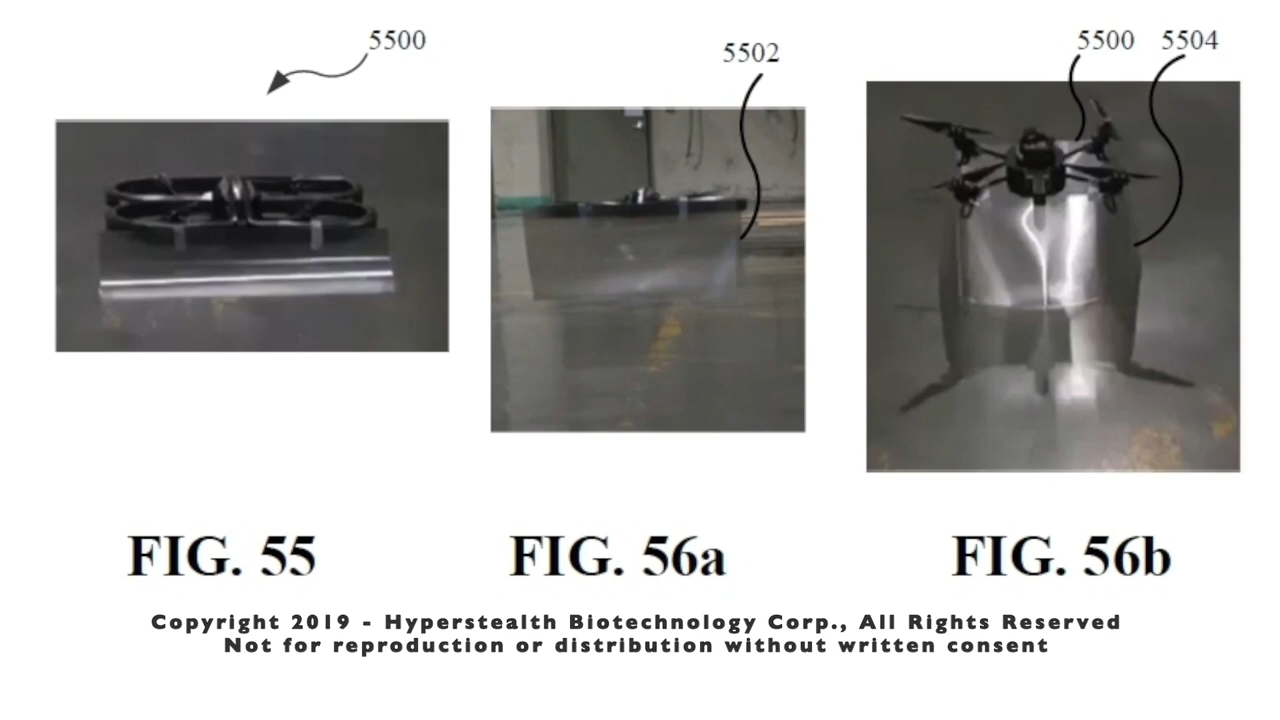 5500
5502
5500 5504
FIG. 55
FIG. 56a
FIG. 56b
Copyright 2019 - Hyperstealth Biotechnology Corp., All Rights Reserved
Not for reproduction or distribution without written consent